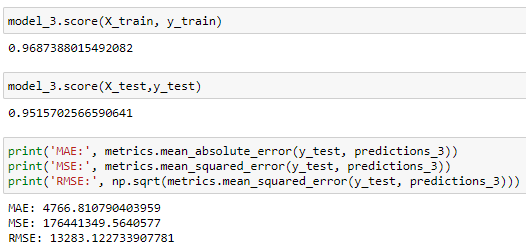 model_3.score(X_train, y_train)
0.9687388015492082
model_3.score(X_test,y_test)
0.9515702566590641
print('MAE:', metrics.mean_absolute_error(y_test, predictions_3))
print('MSE:', metrics.mean_squared_error(y_test, predictions_3))
print('RMSE:', np.sqrt(metrics.mean_squared_error(y_test, predictions_3)))
MAE: 4766.810790403959
MSE: 176441349.5640577
RMSE: 13283.122733907781